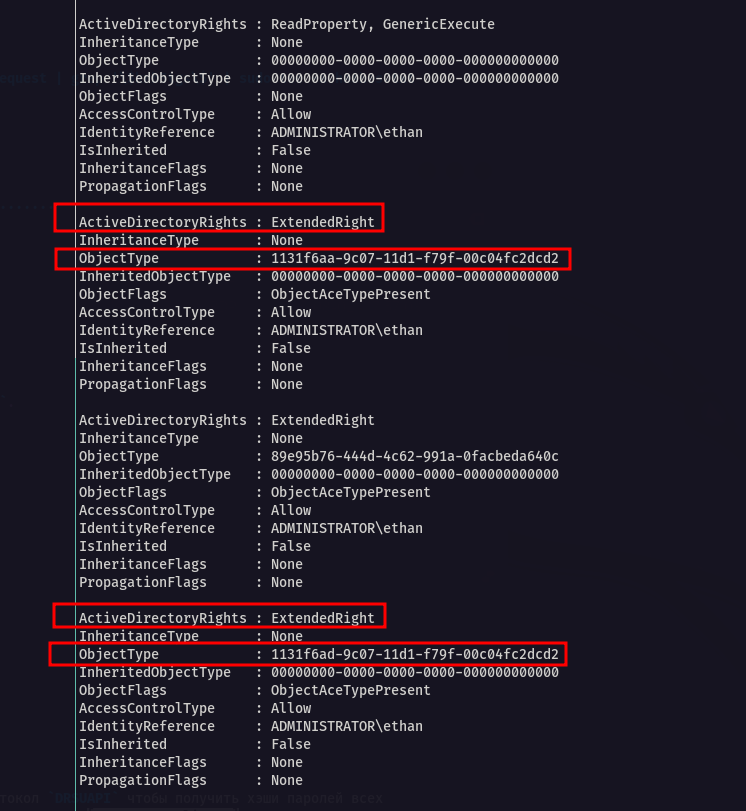 ActiveDirectoryRights : ReadProperty, GenericExecute
InheritanceType       : None
ObjectType            : 00000000-0000-0000-0000-000000000000
InheritedObjectType   : 00000000-0000-0000-0000-000000000000
ObjectFlags           : None
AccessControlType     : Allow
IdentityReference     : ADMINISTRATOR\ethan
IsInherited           : False
InheritanceFlags      : None
PropagationFlags      : None

ActiveDirectoryRights : ExtendedRight
InheritanceType       : None
ObjectType            : 1131f6aa-9c07-11d1-f79f-00c04fc2dcd2
InheritedObjectType   : 00000000-0000-0000-0000-000000000000
ObjectFlags           : ObjectAceTypePresent
AccessControlType     : Allow
IdentityReference     : ADMINISTRATOR\ethan
IsInherited           : False
InheritanceFlags      : None
PropagationFlags      : None

ActiveDirectoryRights : ExtendedRight
InheritanceType       : None
ObjectType            : 89e95b76-444d-4c62-991a-0facbeda640c
InheritedObjectType   : 00000000-0000-0000-0000-000000000000
ObjectFlags           : ObjectAceTypePresent
AccessControlType     : Allow
IdentityReference     : ADMINISTRATOR\ethan
IsInherited           : False
InheritanceFlags      : None
PropagationFlags      : None

ActiveDirectoryRights : ExtendedRight
InheritanceType       : None
ObjectType            : 1131f6ad-9c07-11d1-f79f-00c04fc2dcd2
InheritedObjectType   : 00000000-0000-0000-0000-000000000000
ObjectFlags           : ObjectAceTypePresent
AccessControlType     : Allow
IdentityReference     : ADMINISTRATOR\ethan
IsInherited           : False
InheritanceFlags      : None
PropagationFlags      : None
чтобы получить хэши паролей всех